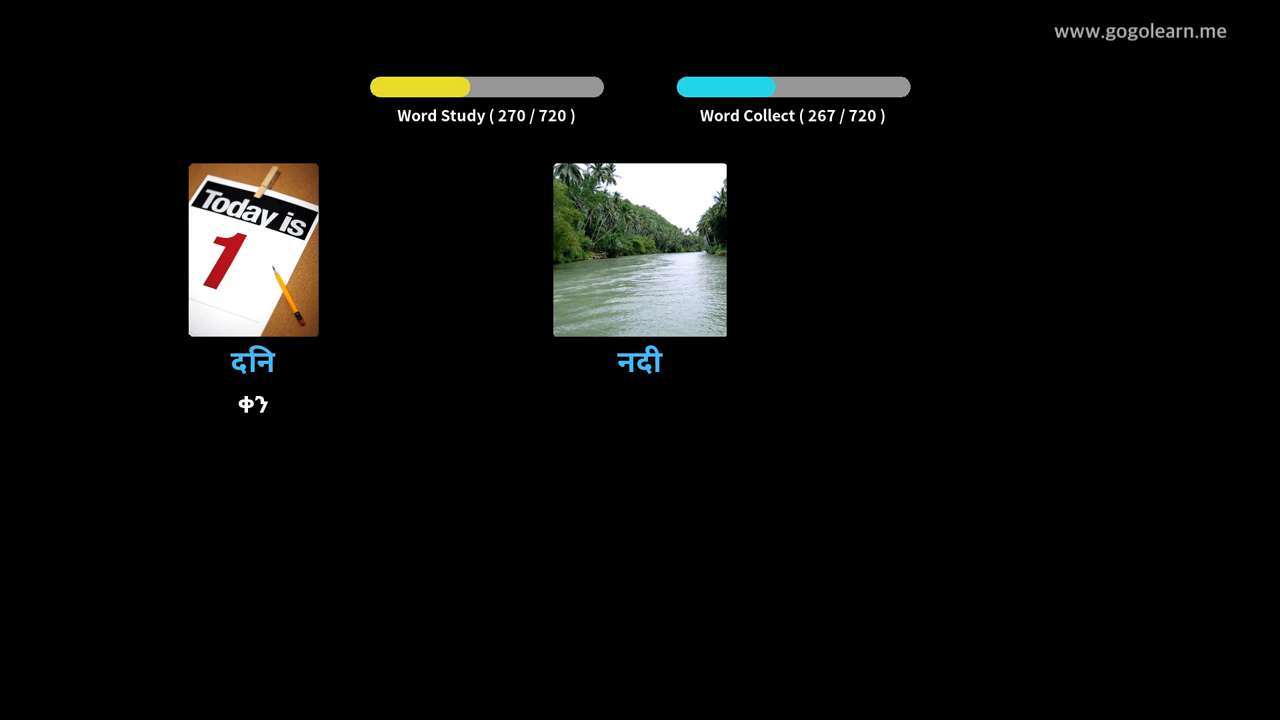 www.gogolearn.me
Word Study ( 270 / 720 )
Word Collect ( 267 / 720 )
Today is
1
दनि
नदी
ቀን